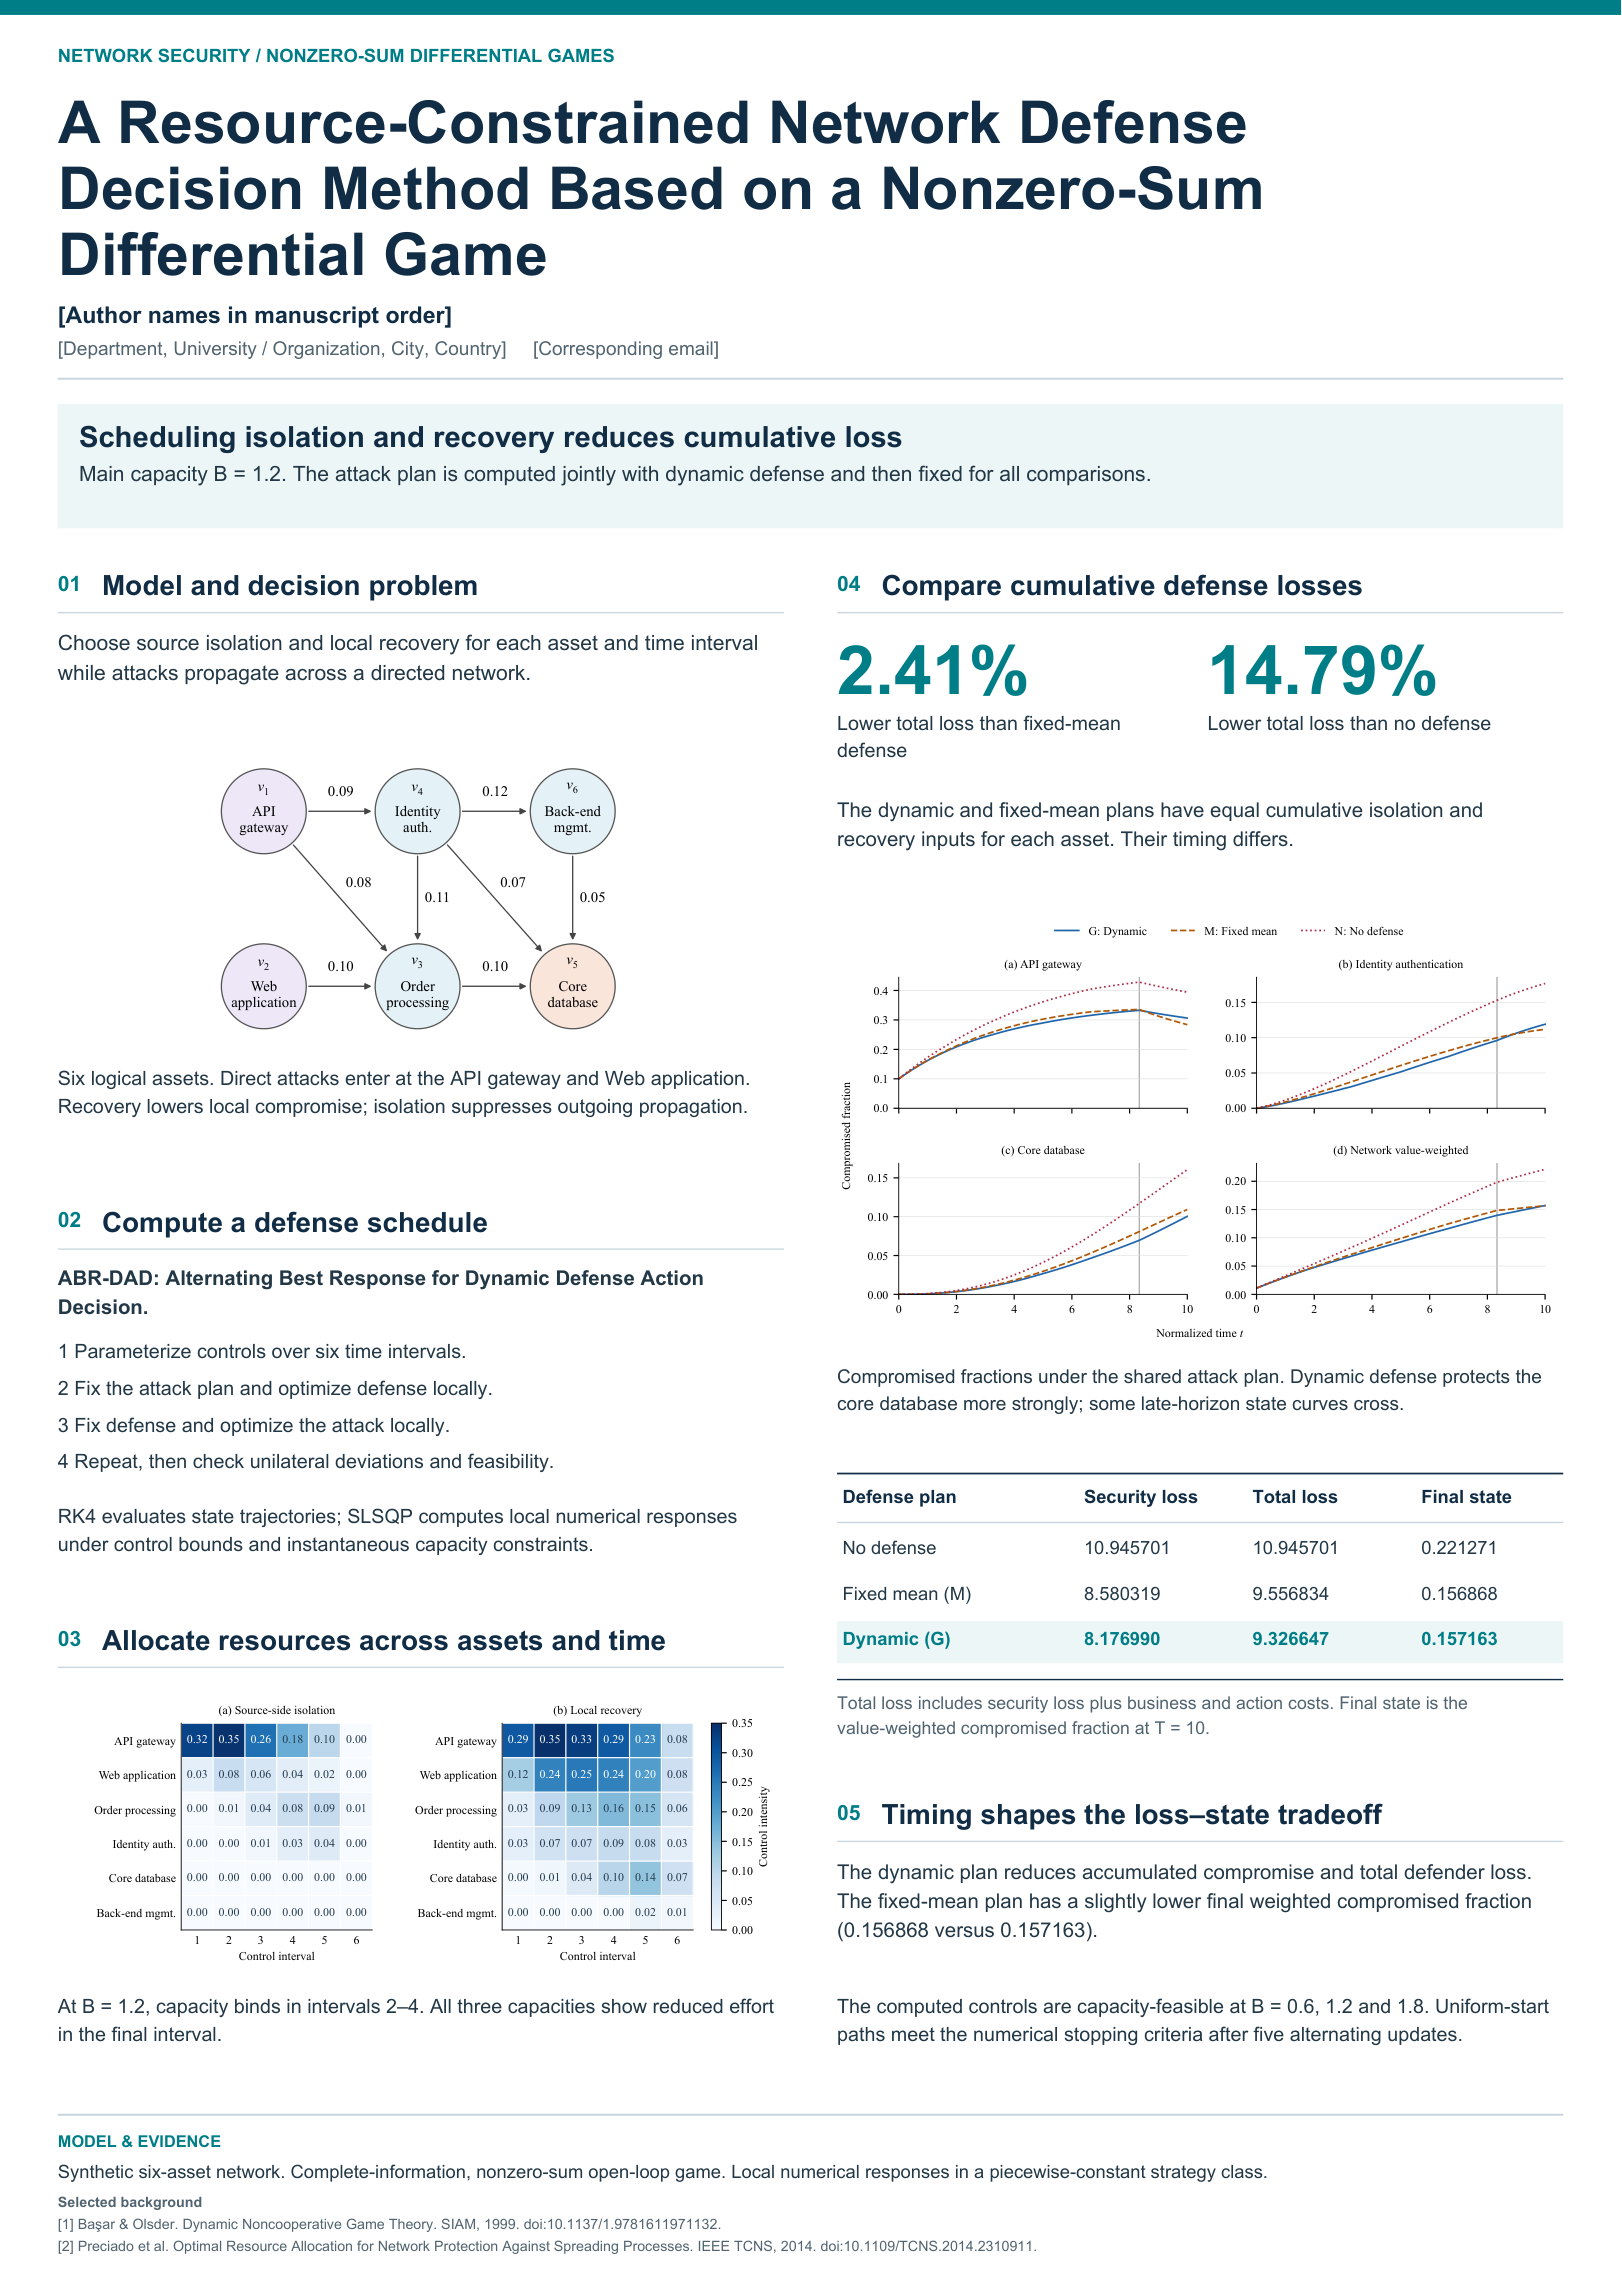 NETWORK SECURITY / NONZERO-SUM DIFFERENTIAL GAMES
A Resource-Constrained Network Defense
Decision Method Based on a Nonzero-Sum
Differential Game
[Author names in manuscript order]
[Department, University / Organization, City, Country] [Corresponding email]
Scheduling isolation and recovery reduces cumulative loss
Main capacity B = 1.2. The attack plan is computed jointly with dynamic defense and then fixed for all comparisons.
01 Model and decision problem
Choose source isolation and local recovery for each asset and time interval
while attacks propagate across a directed network.
v1 API gateway
0.09
v4 Identity auth.
0.12
v6 Back-end mgmt.
0.08
0.11
0.07
0.05
v2 Web application
0.10
v3 Order processing
0.10
v5 Core database
Six logical assets. Direct attacks enter at the API gateway and Web application.
Recovery lowers local compromise; isolation suppresses outgoing propagation.
02 Compute a defense schedule
ABR-DAD: Alternating Best Response for Dynamic Defense Action
Decision.
1 Parameterize controls over six time intervals.
2 Fix the attack plan and optimize defense locally.
3 Fix defense and optimize the attack locally.
4 Repeat, then check unilateral deviations and feasibility.
RK4 evaluates state trajectories; SLSQP computes local numerical responses
under control bounds and instantaneous capacity constraints.
03 Allocate resources across assets and time
(a) Source-side isolation
API gateway 0.32 0.35 0.26 0.18 0.10 0.00
Web application 0.03 0.08 0.06 0.04 0.02 0.00
Order processing 0.00 0.01 0.04 0.08 0.09 0.01
Identity auth. 0.00 0.00 0.01 0.03 0.04 0.00
Core database 0.00 0.00 0.00 0.00 0.00 0.00
Back-end mgmt. 0.00 0.00 0.00 0.00 0.00 0.00
1 2 3 4 5 6
Control interval
(b) Local recovery
API gateway 0.29 0.35 0.33 0.29 0.23 0.08
Web application 0.12 0.24 0.25 0.24 0.20 0.08
Order processing 0.03 0.09 0.13 0.16 0.15 0.06
Identity auth. 0.03 0.07 0.07 0.09 0.08 0.03
Core database 0.00 0.01 0.04 0.10 0.14 0.07
Back-end mgmt. 0.00 0.00 0.00 0.00 0.02 0.01
1 2 3 4 5 6
Control interval
0.35
0.30
0.25
0.20
0.15
0.10
0.05
0.00
Control intensity
At B = 1.2, capacity binds in intervals 2–4. All three capacities show reduced effort
in the final interval.
04 Compare cumulative defense losses
2.41% 14.79%
Lower total loss than fixed-mean
defense
Lower total loss than no defense
The dynamic and fixed-mean plans have equal cumulative isolation and
recovery inputs for each asset. Their timing differs.
G: Dynamic M: Fixed mean N: No defense
Compromised fraction
(a) API gateway
0.4
0.3
0.2
0.1
0.0
(b) Identity authentication
0.15
0.10
0.05
0.00
(c) Core database
0.15
0.10
0.05
0.00
0 2 4 6 8 10
(d) Network value-weighted
0.20
0.15
0.10
0.05
0.00
0 2 4 6 8 10
Normalized time t
Compromised fractions under the shared attack plan. Dynamic defense protects the
core database more strongly; some late-horizon state curves cross.
Defense plan Security loss Total loss Final state
No defense 10.945701 10.945701 0.221271
Fixed mean (M) 8.580319 9.556834 0.156868
Dynamic (G) 8.176990 9.326647 0.157163
Total loss includes security loss plus business and action costs. Final state is the
value-weighted compromised fraction at T = 10.
05 Timing shapes the loss–state tradeoff
The dynamic plan reduces accumulated compromise and total defender loss.
The fixed-mean plan has a slightly lower final weighted compromised fraction
(0.156868 versus 0.157163).
The computed controls are capacity-feasible at B = 0.6, 1.2 and 1.8. Uniform-start
paths meet the numerical stopping criteria after five alternating updates.
MODEL & EVIDENCE
Synthetic six-asset network. Complete-information, nonzero-sum open-loop game. Local numerical responses in a piecewise-constant strategy class.
Selected background
[1] Başar & Olsder. Dynamic Noncooperative Game Theory. SIAM, 1999. doi:10.1137/1.9781611971132.
[2] Preciado et al. Optimal Resource Allocation for Network Protection Against Spreading Processes. IEEE TCNS, 2014. doi:10.1109/TCNS.2014.2310911.